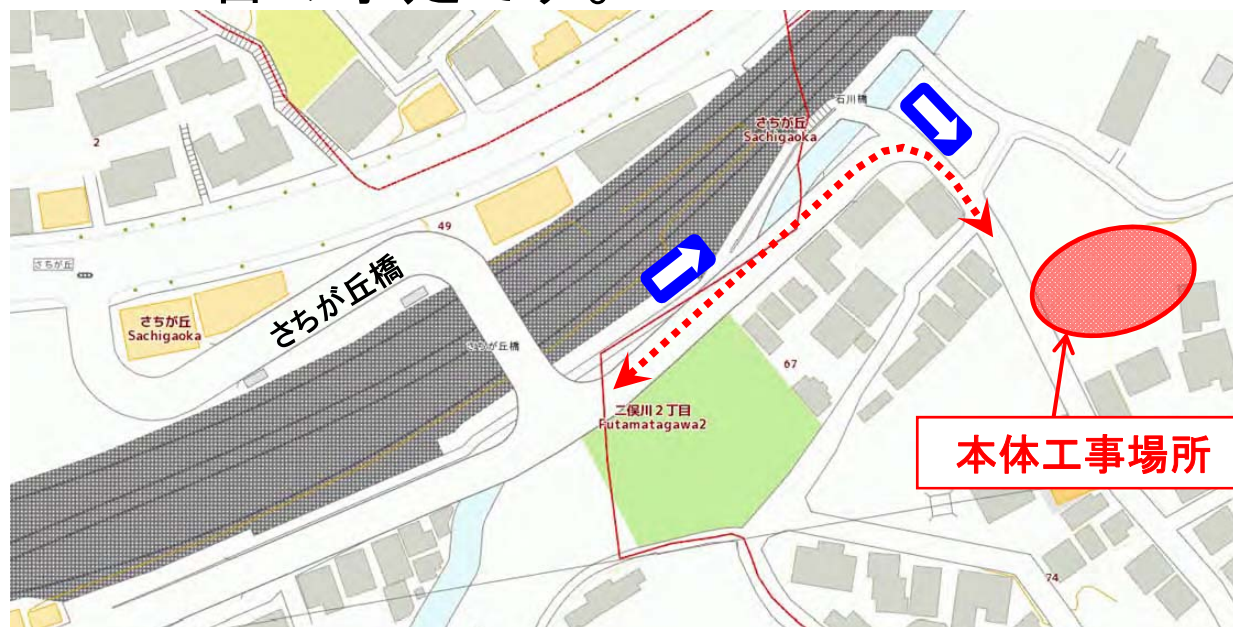 2
49
さちが丘
さちが丘
Sachigaoka
さちが丘橋
さちが丘橋
石川橋
さちが丘
Sachigaoka
67
二俣川2丁目
Futamatagawa2
本体工事場所
74